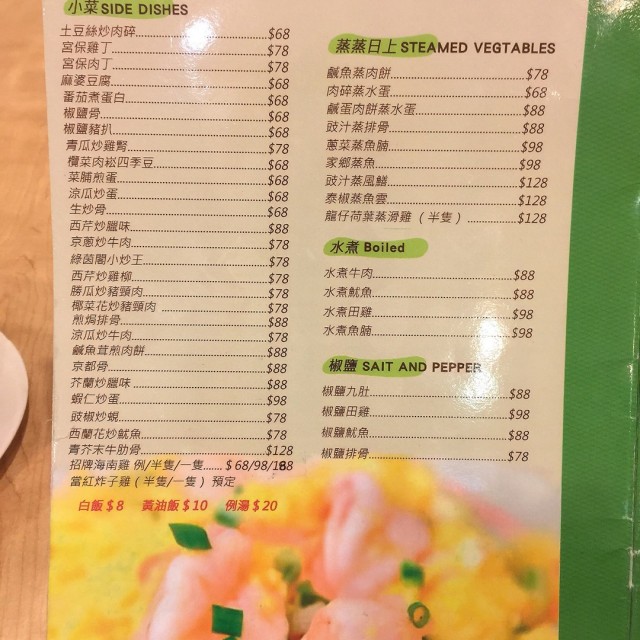 小菜 SIDE DISHES
土豆絲炒肉碎 $68
宮保雞丁 $78
宮保肉丁 $78
麻婆豆腐 $68
番茄煮蛋白 $68
椒鹽骨 $68
椒鹽豬扒 $68
青瓜炒雞腎 $78
欖菜肉崧四季豆 $68
菜脯煎蛋 $68
涼瓜炒蛋 $68
生炒骨 $68
西芹炒臘味 $88
京蔥炒牛肉 $78
綠茵閣小炒王 $78
西芹炒雞柳 $78
勝瓜炒豬頸肉 $78
椰菜花炒豬頸肉 $78
煎焗排骨 $88
涼瓜炒牛肉 $78
鹹魚茸煎肉餅 $88
京都骨 $88
芥蘭炒臘味 $88
蝦仁炒蛋 $98
豉椒炒蜆 $78
西蘭花炒魷魚 $78
青芥末牛肋骨 $128
招牌海南雞 例/半隻/一隻 $68/98/188
當紅炸子雞(半隻/一隻) 預定
白飯 $8 黃油飯 $10 例湯 $20
蒸蒸日上 STEAMED VEGTABLES
鹹魚蒸肉餅 $78
肉碎蒸水蛋 $68
鹹蛋肉餅蒸水蛋 $88
豉汁蒸排骨 $88
蔥菜蒸魚腩 $98
家鄉蒸魚 $98
豉汁蒸風鱔 $128
泰椒蒸魚雲 $128
龍仔荷葉蒸滑雞(半隻) $128
水煮 Boiled
水煮牛肉 $88
水煮魷魚 $88
水煮田雞 $98
水煮魚腩 $98
椒鹽 SAIT AND PEPPER
椒鹽九肚 $88
椒鹽田雞 $98
椒鹽魷魚 $88
椒鹽排骨 $78